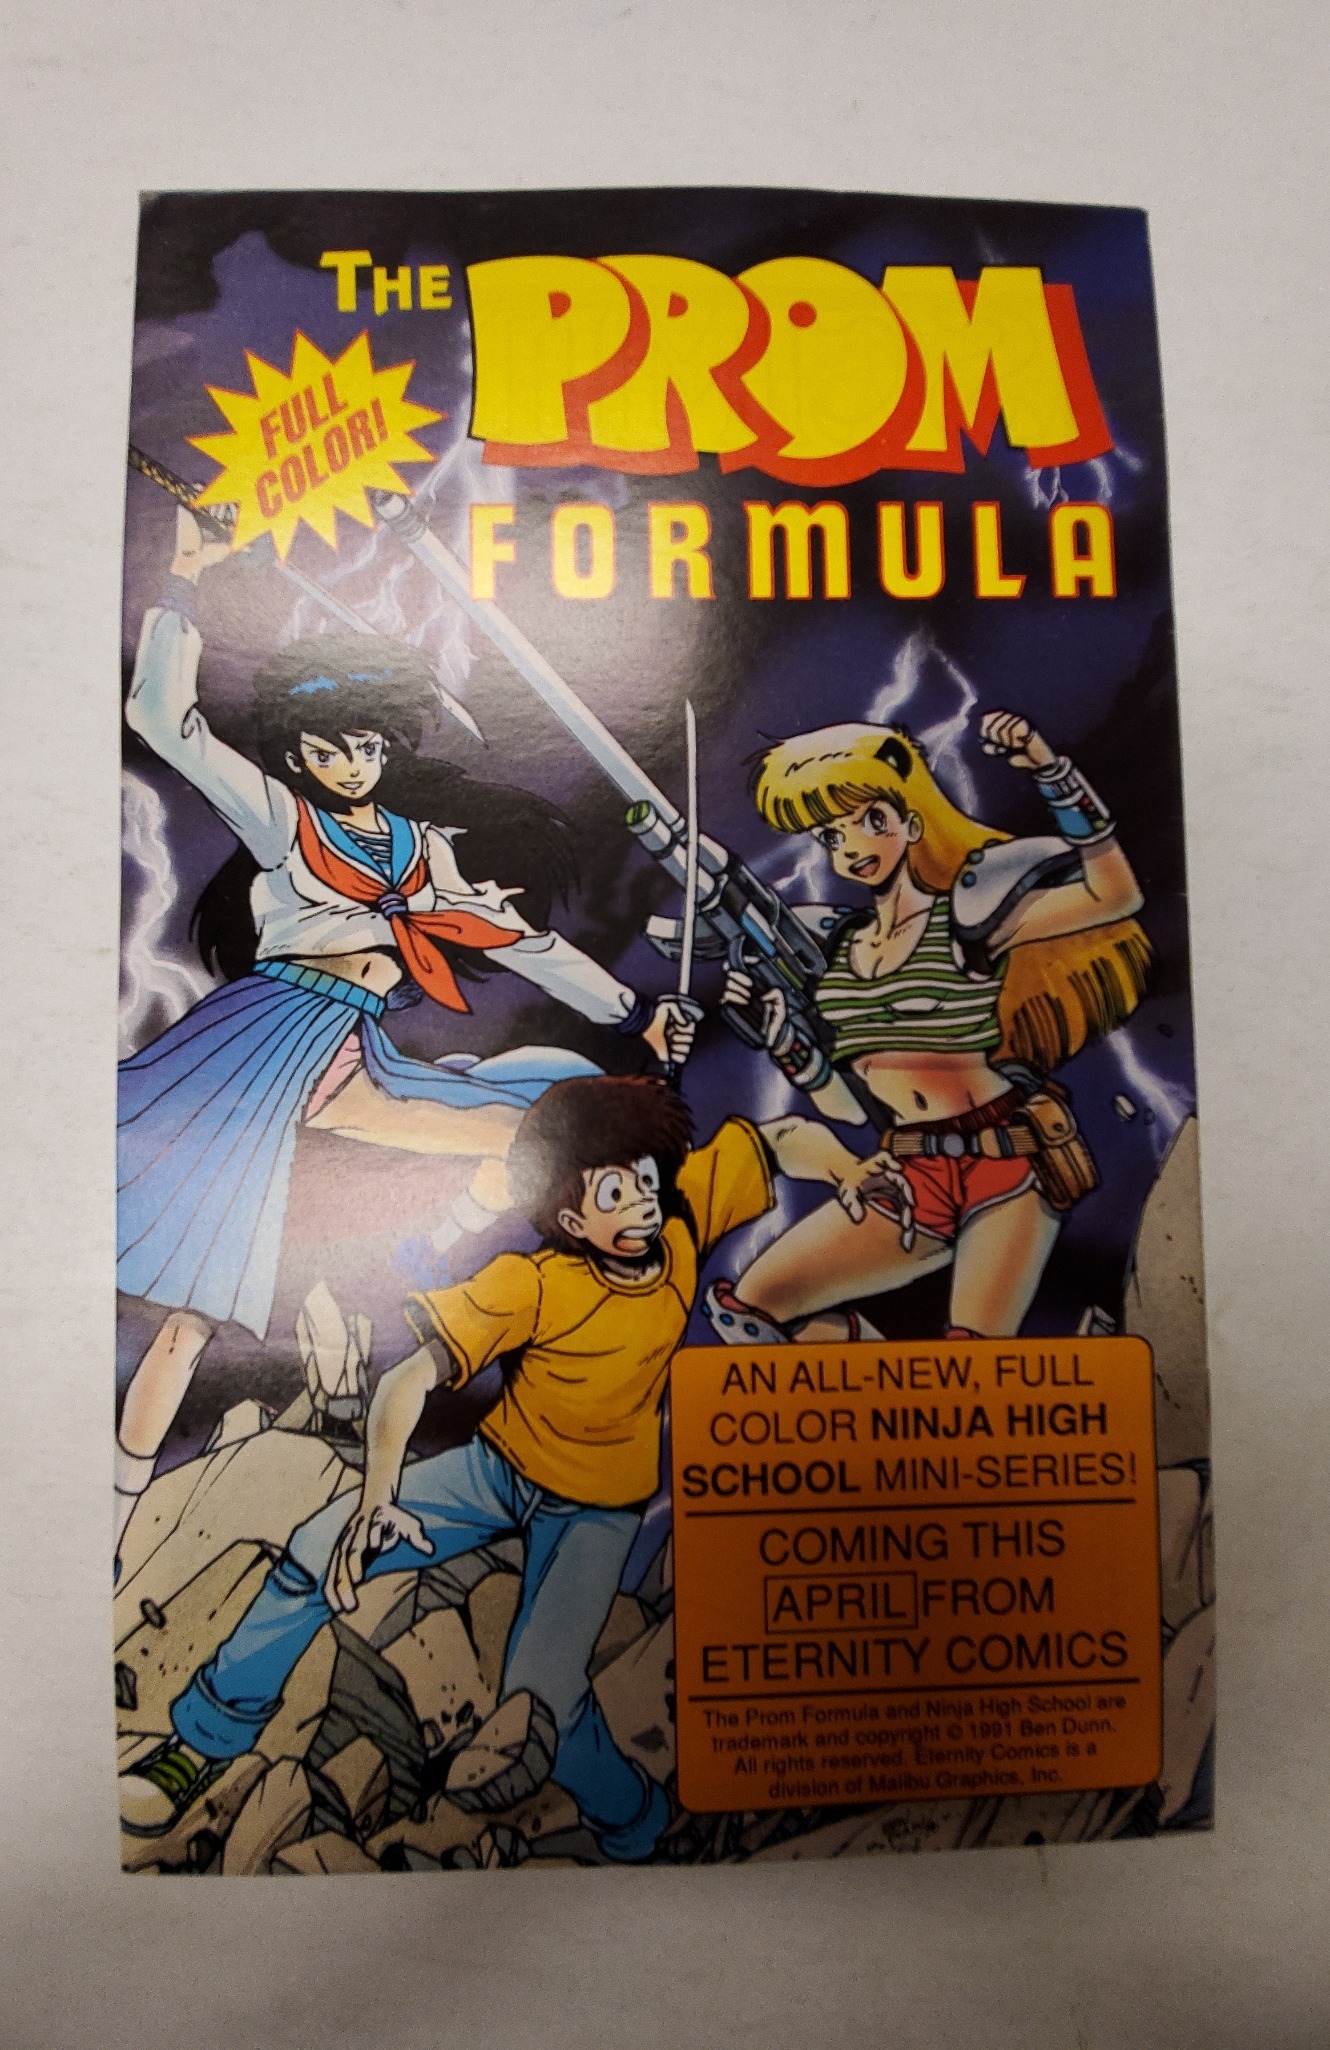 THE PROM
FORMULA
FULL
COLOR!
AN ALL-NEW, FULL
COLOR NINJA HIGH
SCHOOL MINI-SERIES!
COMING THIS
APRIL FROM
ETERNITY COMICS
The Prom Formula and Ninja High School are
trademark and copyright © 1991 Ben Dunn.
All rights reserved. Eternity Comics is a
division of Malibu Graphics, Inc.